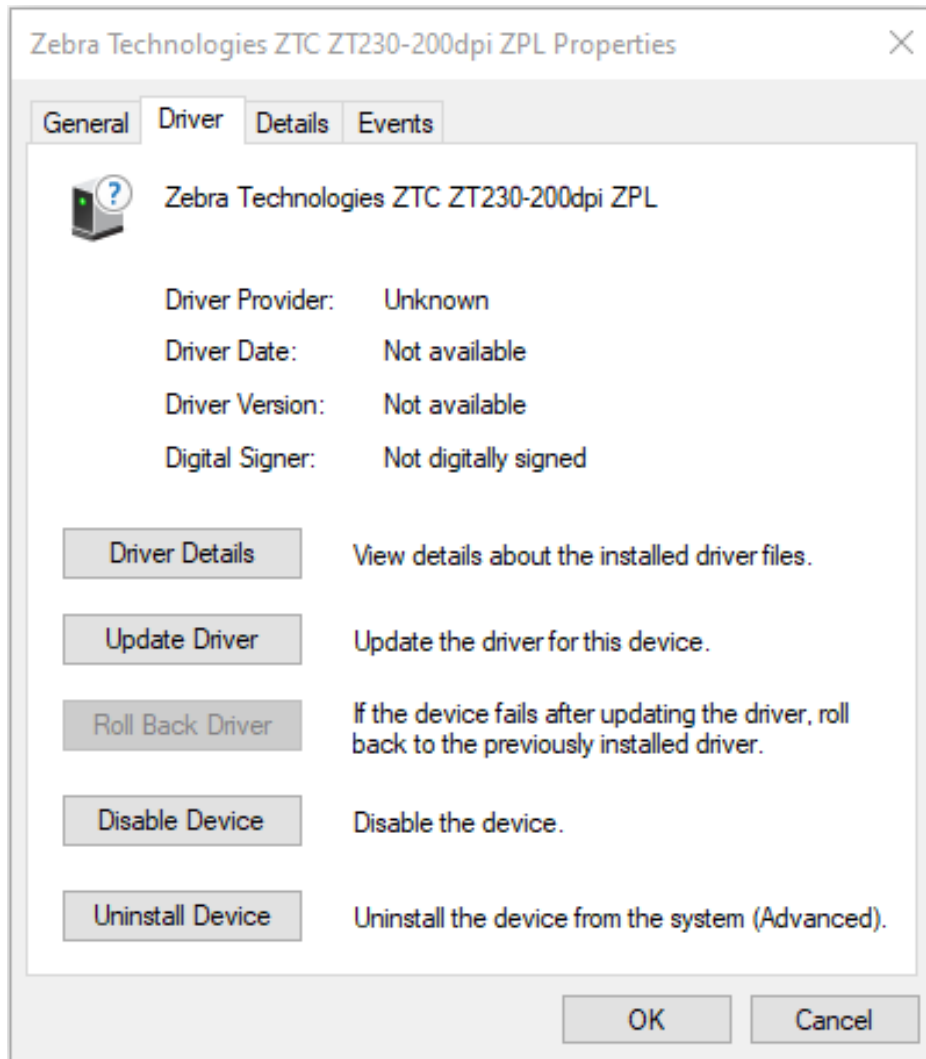 Zebra Technologies ZTC ZT230-200dpi ZPL Properties
General Driver Details Events
?
Zebra Technologies ZTC ZT230-200dpi ZPL
Driver Provider: Unknown
Driver Date: Not available
Driver Version: Not available
Digital Signer: Not digitally signed
Driver Details View details about the installed driver files.
Update Driver Update the driver for this device.
Roll Back Driver If the device fails after updating the driver, roll
back to the previously installed driver.
Disable Device Disable the device.
Uninstall Device Uninstall the device from the system (Advanced).
OK Cancel